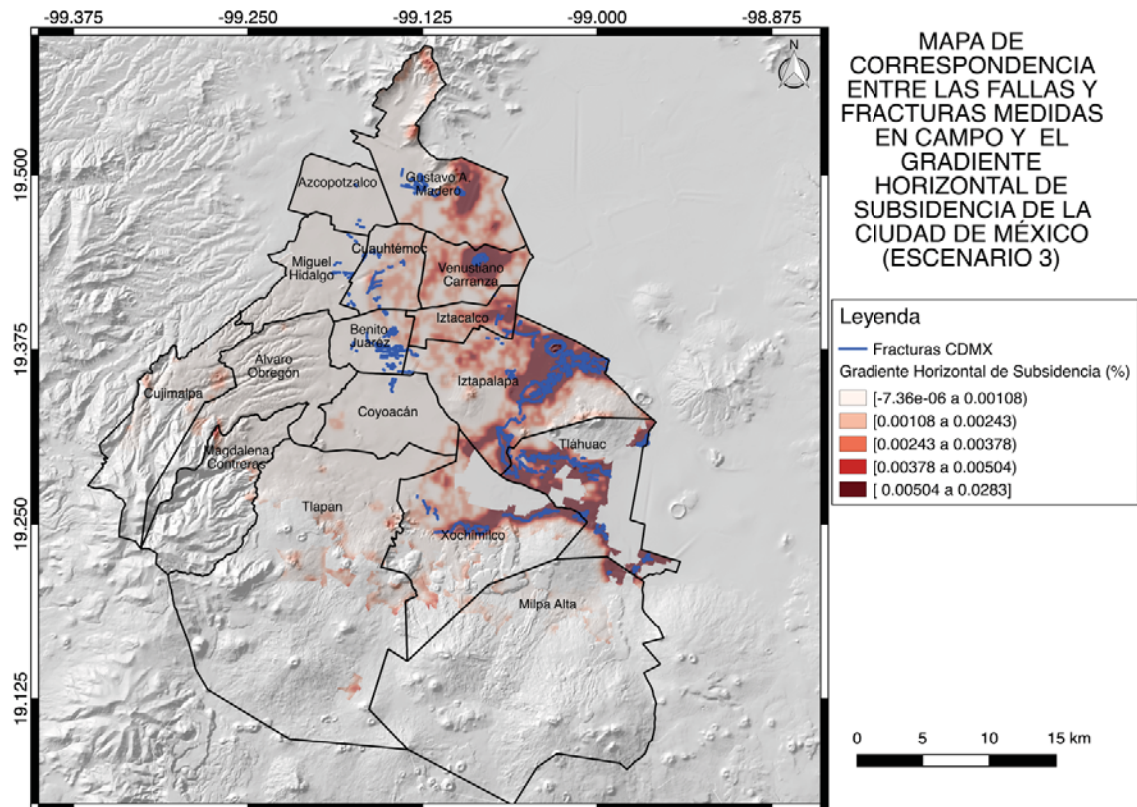 -99.375 -99.250 -99.125 -99.000 -98.875
19.500
19.375
19.250
19.125
N
Azcopotzalco
Gustavo A.
Madero
Cuauhtémoc
Miguel
Hidalgo
Venustiano
Carranza
Iztacalco
Benito
Juaréz
Alvaro
Obregón
Cujimalpa
Iztapalapa
Coyoacán
Tláhuac
Magdalena
Contreras
Tlapan
Xochimilco
Milpa Alta
MAPA DE
CORRESPONDENCIA
ENTRE LAS FALLAS Y
FRACTURAS MEDIDAS
EN CAMPO Y EL
GRADIENTE
HORIZONTAL DE
SUBSIDENCIA DE LA
CIUDAD DE MÉXICO
(ESCENARIO 3)
Leyenda
Fracturas CDMX
Gradiente Horizontal de Subsidencia (%)
[-7.36e-06 a 0.00108)
[0.00108 a 0.00243)
[0.00243 a 0.00378)
[0.00378 a 0.00504)
[ 0.00504 a 0.0283]
0 5 10 15 km